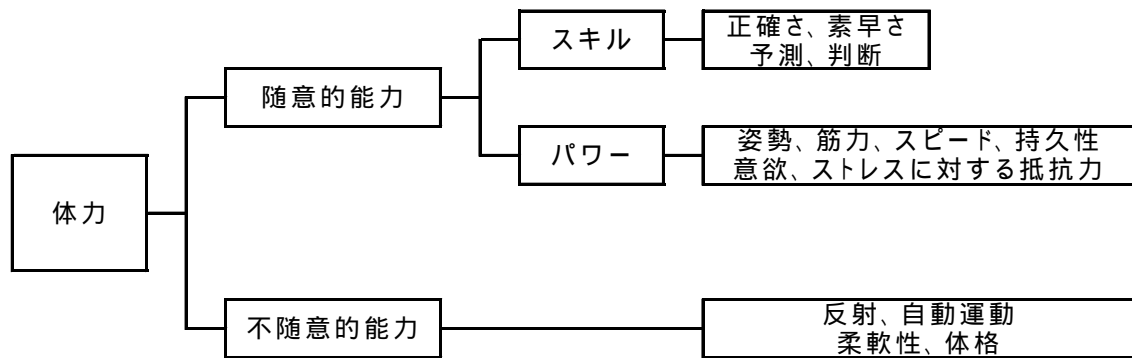 スキル
正確さ、素早さ
予測、判断
随意的能力
パワー
姿勢、筋力、スピード、持久性
意欲、ストレスに対する抵抗力
体力
不随意的能力
反射、自動運動
柔軟性、体格